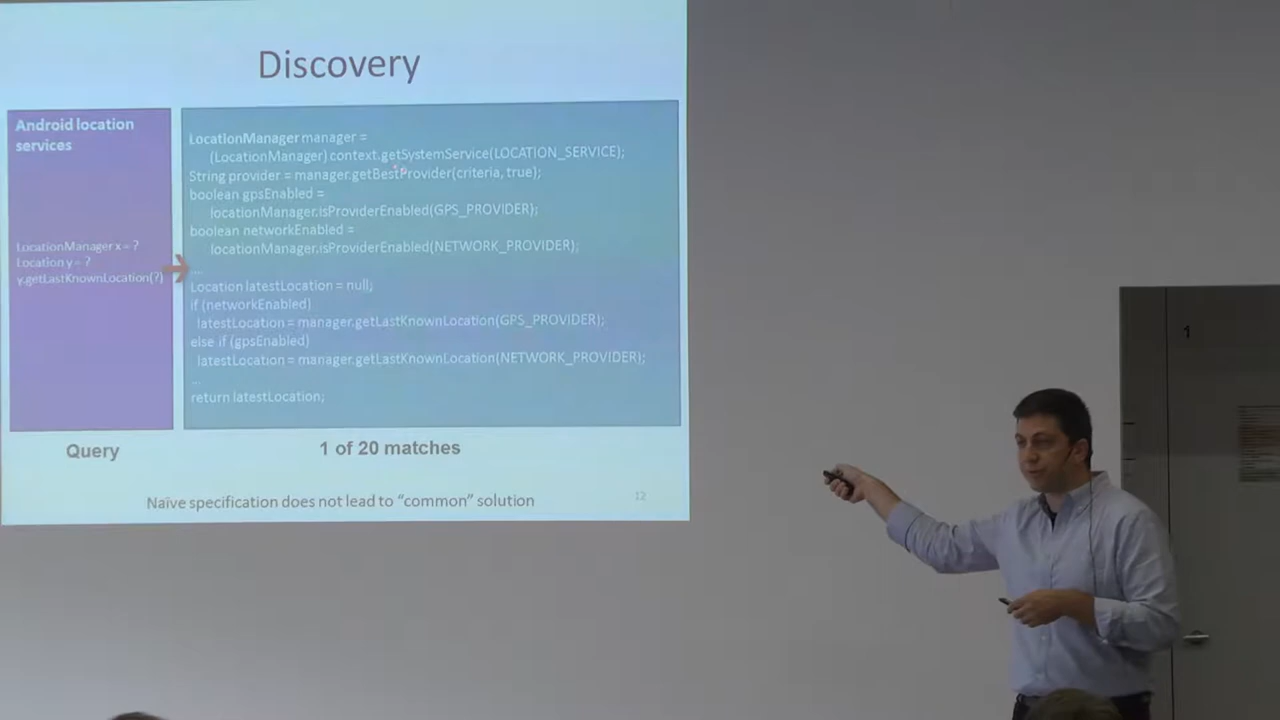 Discovery
Android location
services
LocationManager x = ?
Location y = ?
y.getLastKnownLocation(?)
LocationManager manager =
(LocationManager) context.getSystemService(LOCATION_SERVICE);
String provider = manager.getBestProvider(criteria, true);
boolean gpsEnabled =
locationManager.isProviderEnabled(GPS_PROVIDER);
boolean networkEnabled =
locationManager.isProviderEnabled(NETWORK_PROVIDER);
...
Location latestLocation = null;
if (networkEnabled)
latestLocation = manager.getLastKnownLocation(GPS_PROVIDER);
else if (gpsEnabled)
latestLocation = manager.getLastKnownLocation(NETWORK_PROVIDER);
...
return latestLocation;
Query
1 of 20 matches
Naïve specification does not lead to “common” solution
12
1